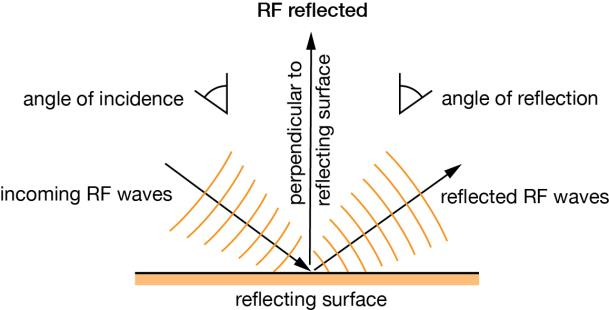 RF reflected
angle of incidence
perpendicular to
reflecting surface
angle of reflection
incoming RF waves
reflected RF waves
reflecting surface